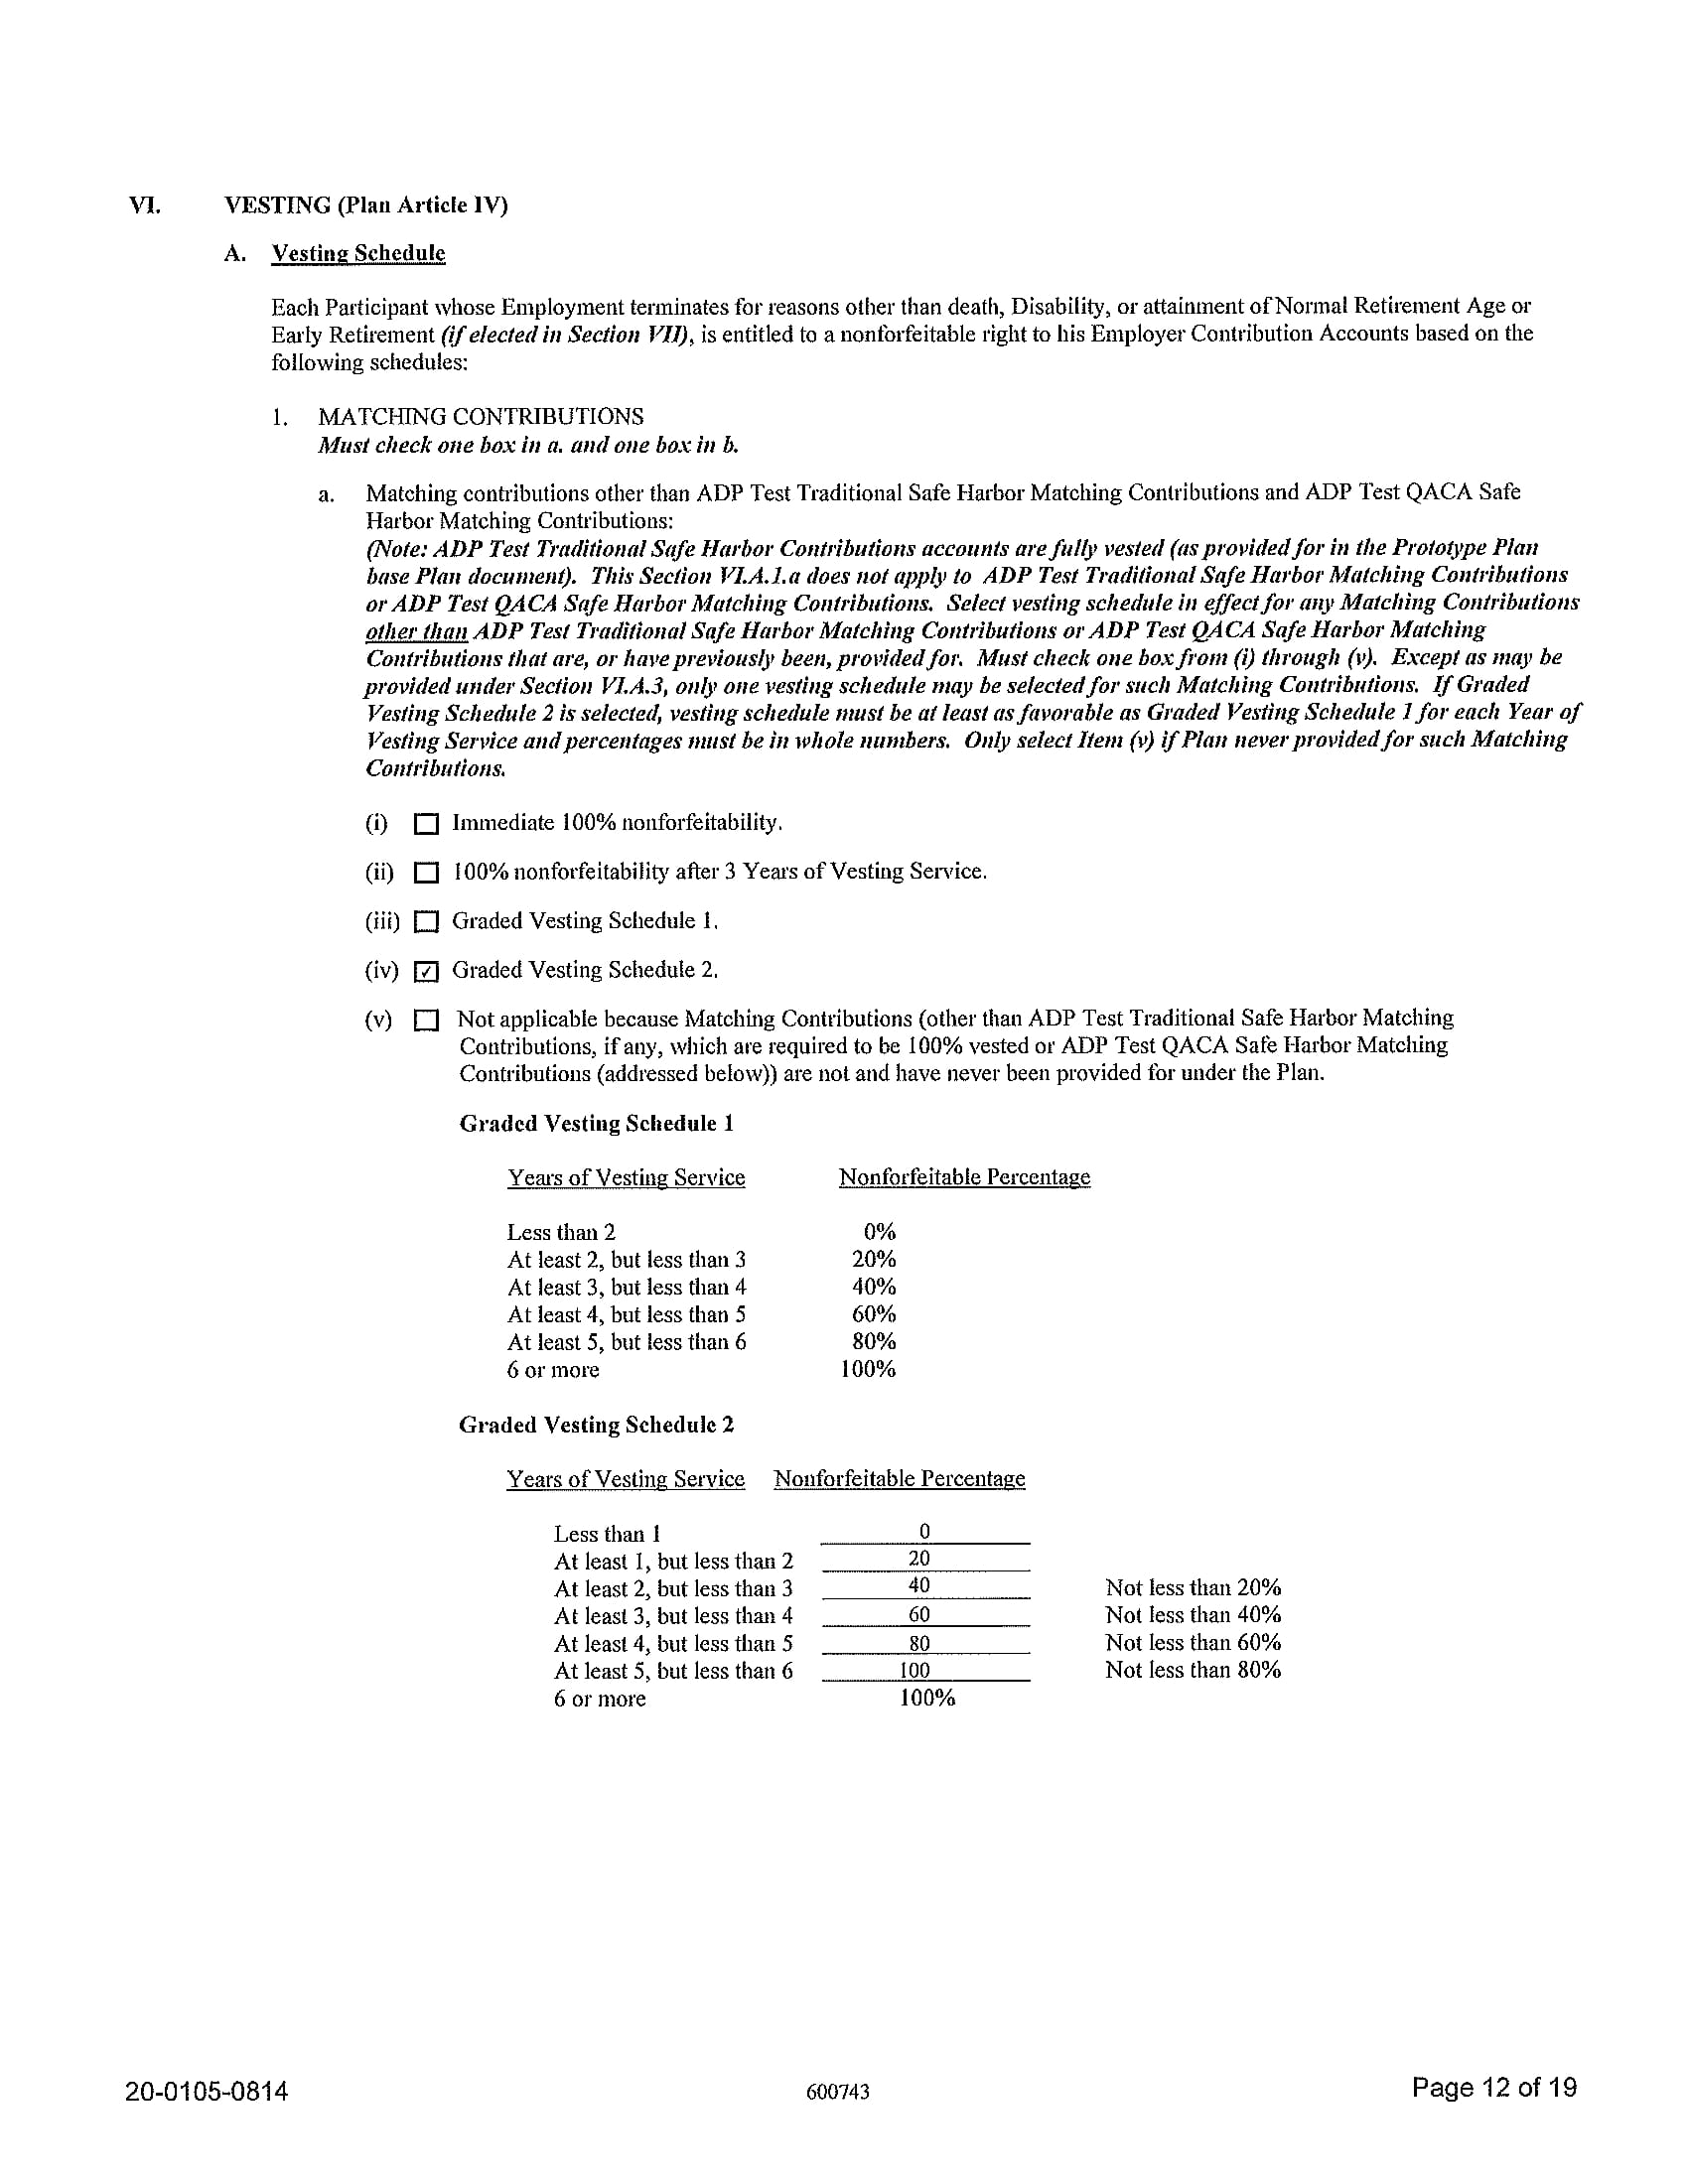 VI. VESTING (Plan Article IV)
A. Vesting Schedule
Each Participant whose Employment terminates for reasons other than death, Disability, or attainment of Normal Retirement Age or
Early Retirement (if elected in Section VII), is entitled to a nonforfeitable right to his Employer Contribution Accounts based on the
following schedules:
1. MATCHING CONTRIBUTIONS
Must check one box in a. and one box in b.
a. Matching contributions other than ADP Test Traditional Safe Harbor Matching Contributions and ADP Test QACA Safe
Harbor Matching Contributions:
(Note: ADP Test Traditional Safe Harbor Contributions accounts are fully vested (as provided for in the Prototype Plan
base Plan document). This Section VI.A.1.a does not apply to ADP Test Traditional Safe Harbor Matching Contributions
or ADP Test QACA Safe Harbor Matching Contributions. Select vesting schedule in effect for any Matching Contributions
other than ADP Test Traditional Safe Harbor Matching Contributions or ADP Test QACA Safe Harbor Matching
Contributions that are, or have previously been, provided for. Must check one box from (i) through (v). Except as may be
provided under Section VI.A.3, only one vesting schedule may be selected for such Matching Contributions. If Graded
Vesting Schedule 2 is selected, vesting schedule must be at least as favorable as Graded Vesting Schedule 1 for each Year of
Vesting Service and percentages must be in whole numbers. Only select Item (v) if Plan never provided for such Matching
Contributions.
(i) ☐ Immediate 100% nonforfeitability.
(ii) ☐ 100% nonforfeitability after 3 Years of Vesting Service.
(iii) ☐ Graded Vesting Schedule 1.
(iv) ☑ Graded Vesting Schedule 2.
(v) ☐ Not applicable because Matching Contributions (other than ADP Test Traditional Safe Harbor Matching
Contributions, if any, which are required to be 100% vested or ADP Test QACA Safe Harbor Matching
Contributions (addressed below)) are not and have never been provided for under the Plan.
Graded Vesting Schedule 1
Years of Vesting Service Nonforfeitable Percentage
Less than 2 0%
At least 2, but less than 3 20%
At least 3, but less than 4 40%
At least 4, but less than 5 60%
At least 5, but less than 6 80%
6 or more 100%
Graded Vesting Schedule 2
Years of Vesting Service Nonforfeitable Percentage
Less than 1 0
At least 1, but less than 2 20
At least 2, but less than 3 40 Not less than 20%
At least 3, but less than 4 60 Not less than 40%
At least 4, but less than 5 80 Not less than 60%
At least 5, but less than 6 100 Not less than 80%
6 or more 100%
20-0105-0814 600743 Page 12 of 19